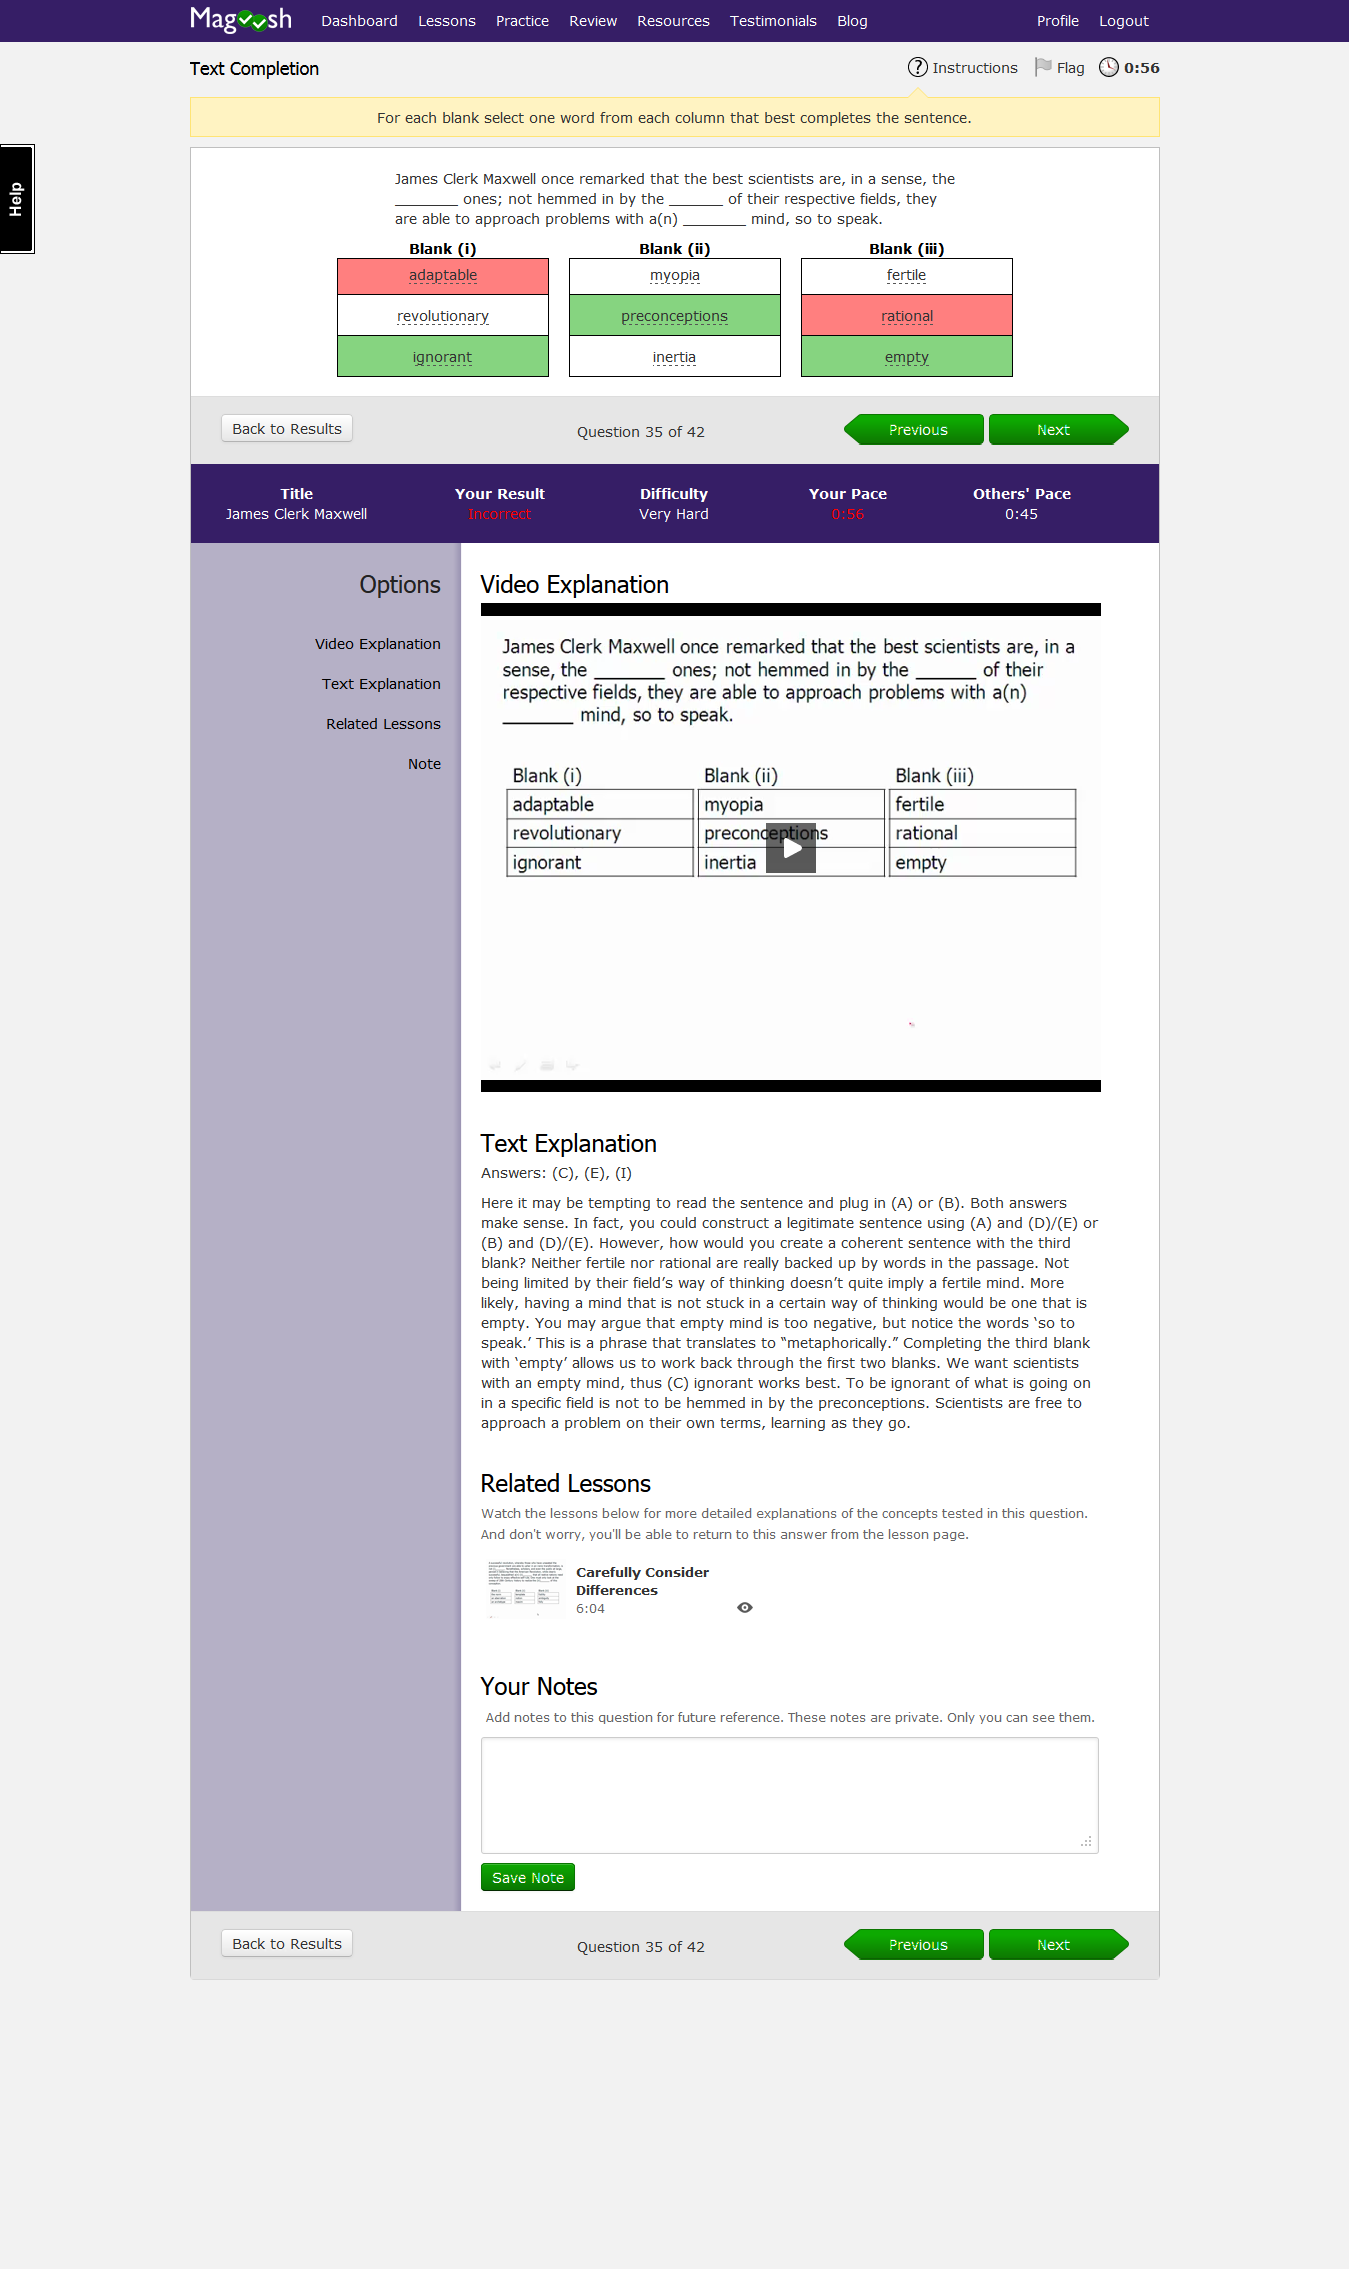 Magoosh Dashboard Lessons Practice Review Resources Testimonials Blog Profile Logout
Text Completion
? Instructions Flag 0:56
For each blank select one word from each column that best completes the sentence.
Help
James Clerk Maxwell once remarked that the best scientists are, in a sense, the
________ ones; not hemmed in by the _______ of their respective fields, they
are able to approach problems with a(n) ________ mind, so to speak.
Blank (i) Blank (ii) Blank (iii)
adaptable myopia fertile
revolutionary preconceptions rational
ignorant inertia empty
Back to Results Question 35 of 42 Previous Next
Title Your Result Difficulty Your Pace Others' Pace
James Clerk Maxwell Incorrect Very Hard 0:56 0:45
Options
Video Explanation
Text Explanation
Related Lessons
Note
Video Explanation
James Clerk Maxwell once remarked that the best scientists are, in a
sense, the _______ ones; not hemmed in by the ______ of their
respective fields, they are able to approach problems with a(n)
_______ mind, so to speak.
Blank (i) Blank (ii) Blank (iii)
adaptable myopia fertile
revolutionary preconceptions rational
ignorant inertia empty
Text Explanation
Answers: (C), (E), (I)
Here it may be tempting to read the sentence and plug in (A) or (B). Both answers
make sense. In fact, you could construct a legitimate sentence using (A) and (D)/(E) or
(B) and (D)/(E). However, how would you create a coherent sentence with the third
blank? Neither fertile nor rational are really backed up by words in the passage. Not
being limited by their field’s way of thinking doesn’t quite imply a fertile mind. More
likely, having a mind that is not stuck in a certain way of thinking would be one that is
empty. You may argue that empty mind is too negative, but notice the words ‘so to
speak.’ This is a phrase that translates to “metaphorically.” Completing the third blank
with ‘empty’ allows us to work back through the first two blanks. We want scientists
with an empty mind, thus (C) ignorant works best. To be ignorant of what is going on
in a specific field is not to be hemmed in by the preconceptions. Scientists are free to
approach a problem on their own terms, learning as they go.
Related Lessons
Watch the lessons below for more detailed explanations of the concepts tested in this question.
And don't worry, you'll be able to return to this answer from the lesson page.
Carefully Consider
Differences
6:04
Your Notes
Add notes to this question for future reference. These notes are private. Only you can see them.
Save Note
Back to Results Question 35 of 42 Previous Next